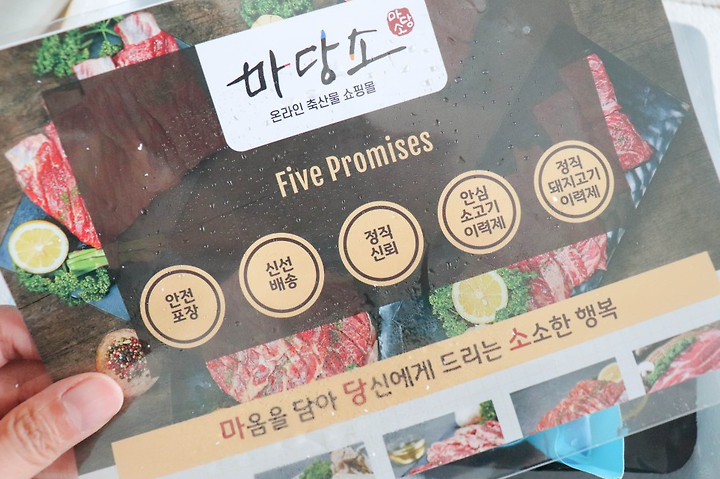 마당쇼
마당소
온라인 축산물 쇼핑몰
Five Promises
안전
포장
신선
배송
정직
신뢰
안심
소고기
이력제
정직
돼지고기
이력제
마음을 담아 당신에게 드리는 소소한 행복